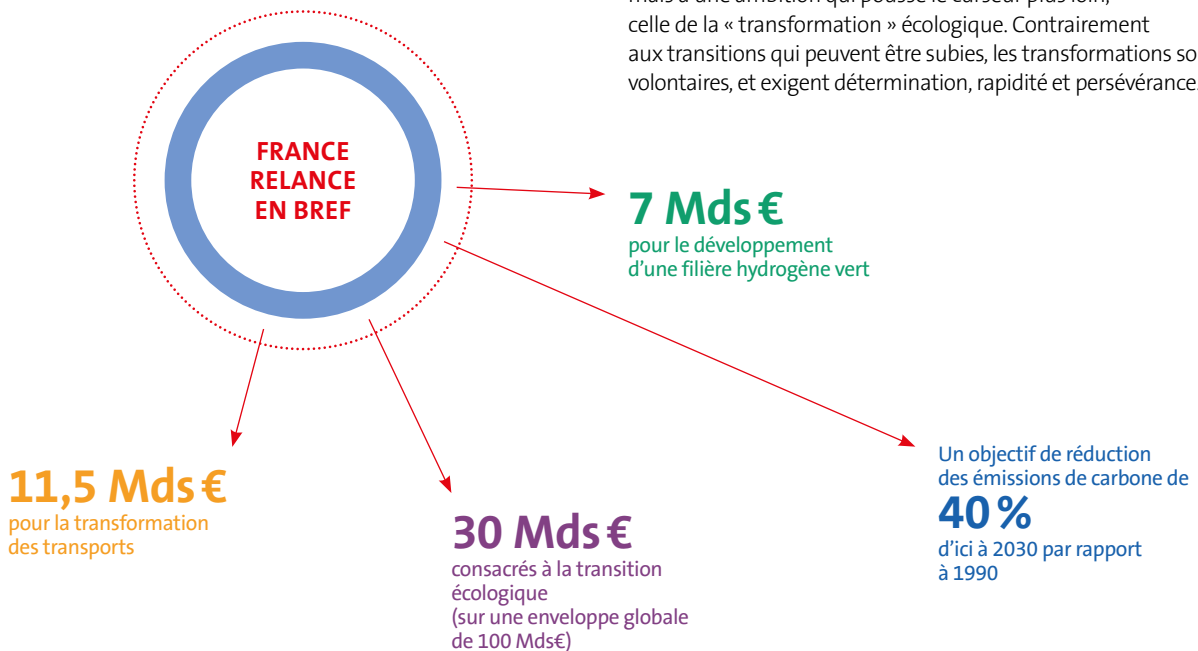 celle de la « transformation » écologique. Contrairement
aux transitions qui peuvent être subies, les transformations so
volontaires, et exigent détermination, rapidité et persévérance.
FRANCE
RELANCE
EN BREF
7 Mds €
pour le développement
d'une filière hydrogène vert
11,5 Mds €
pour la transformation
des transports
30 Mds €
consacrés à la transition
écologique
(sur une enveloppe globale
de 100 Mds€)
Un objectif de réduction
des émissions de carbone de
40 %
d'ici à 2030 par rapport
à 1990